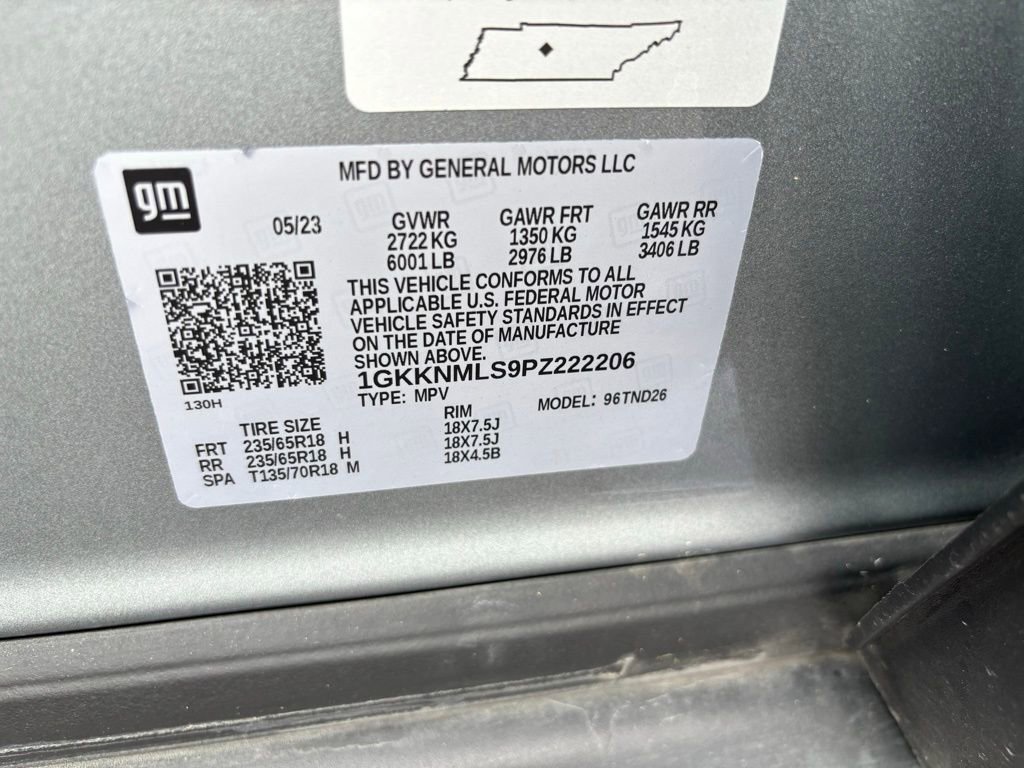 gm
MFD BY GENERAL MOTORS LLC
05/23
GVWR GAWR FRT GAWR RR
2722 KG 1350 KG 1545 KG
6001 LB 2976 LB 3406 LB
THIS VEHICLE CONFORMS TO ALL
APPLICABLE U.S. FEDERAL MOTOR
VEHICLE SAFETY STANDARDS IN EFFECT
ON THE DATE OF MANUFACTURE
SHOWN ABOVE.
1GKKNMLS9PZ222206
TYPE: MPV MODEL: 96TND26
130H
TIRE SIZE RIM
FRT 235/65R18 H 18X7.5J
RR 235/65R18 H 18X7.5J
SPA T135/70R18 M 18X4.5B